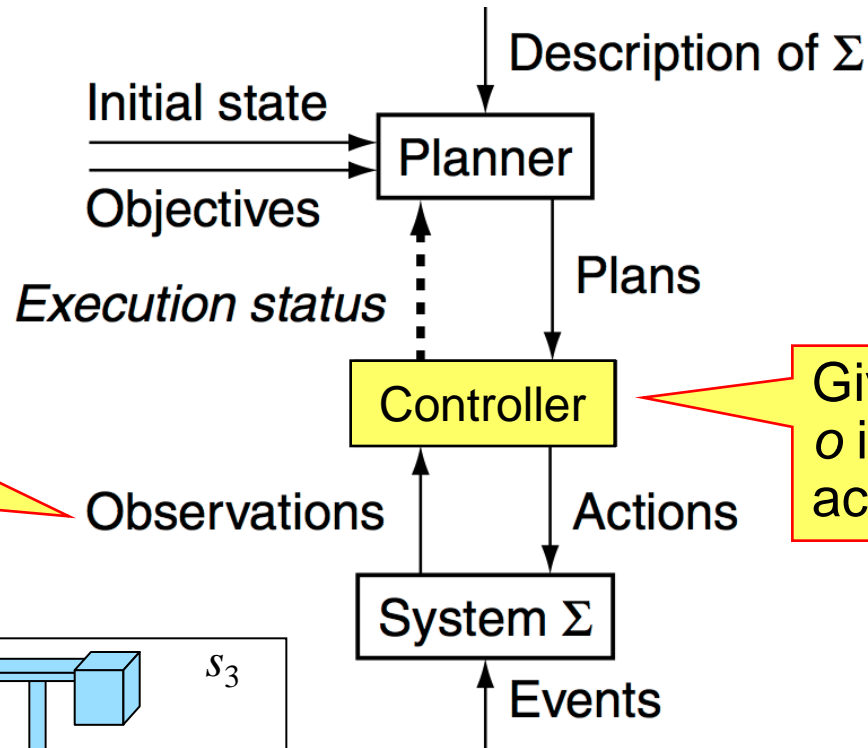 Description of Σ
Initial state
Planner
Objectives
Plans
Execution status
Controller
Observations
Actions
o i
System Σ
s3
Events